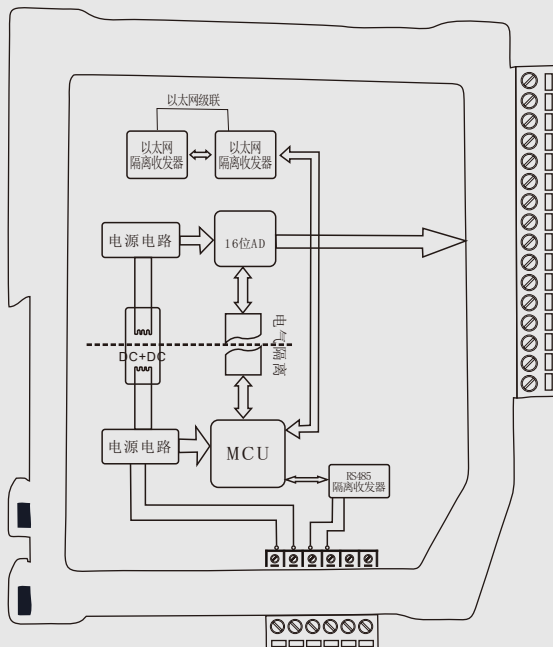 以太网级联
以太网
隔离收发器
以太网
隔离收发器
电源电路
16位AD
电气隔离
DC+DC
电源电路
MCU
RS485
隔离收发器